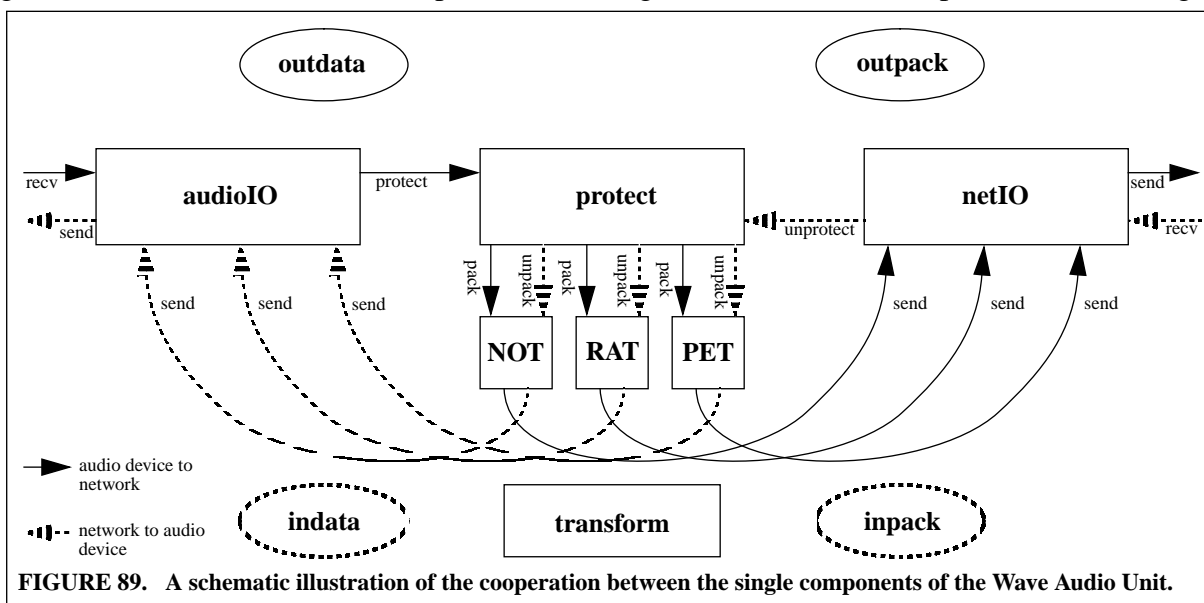 outdata
outpack
recv
audioIO
protect
protect
netIO
send
send
unprotect
recv
pack
unpack
pack
unpack
pack
unpack
send
send
send
send
send
send
NOT
RAT
PET
audio device to
network
network to audio
device
indata
transform
inpack
FIGURE 89. A schematic illustration of the cooperation between the single components of the Wave Audio Unit.